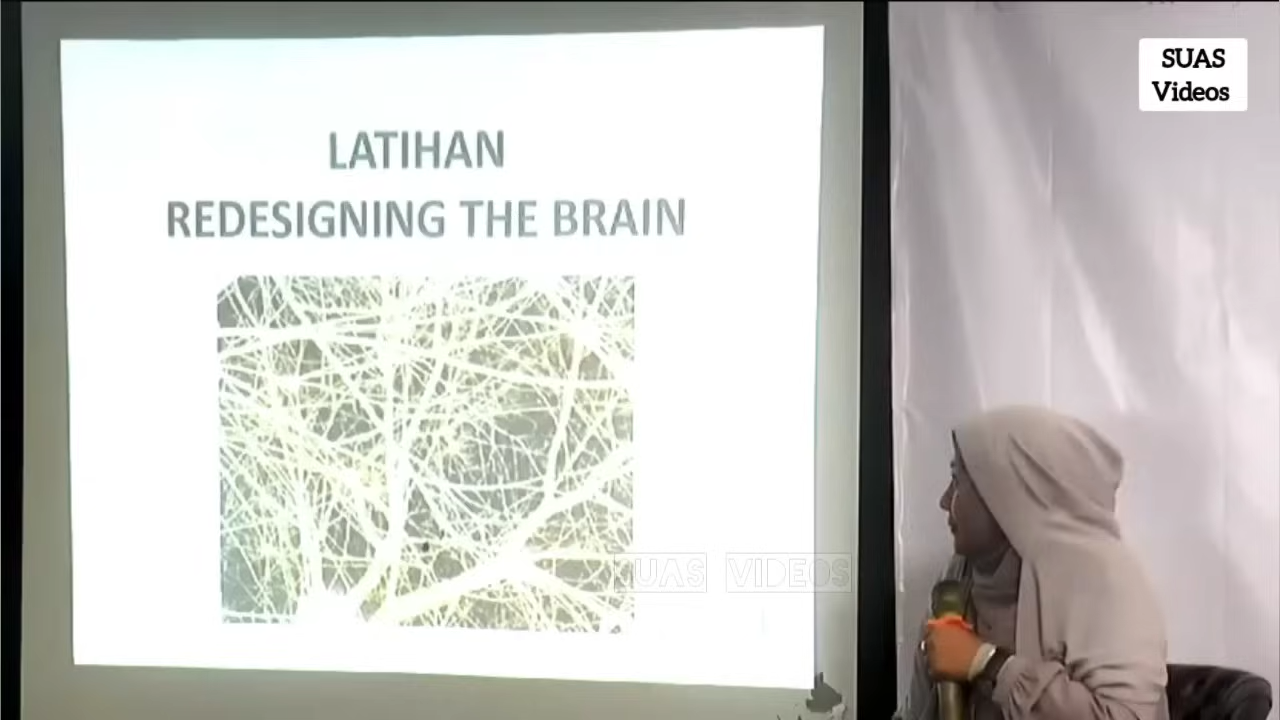 SUAS
Videos
LATIHAN
REDESIGNING THE BRAIN
SUAS VIDEOS